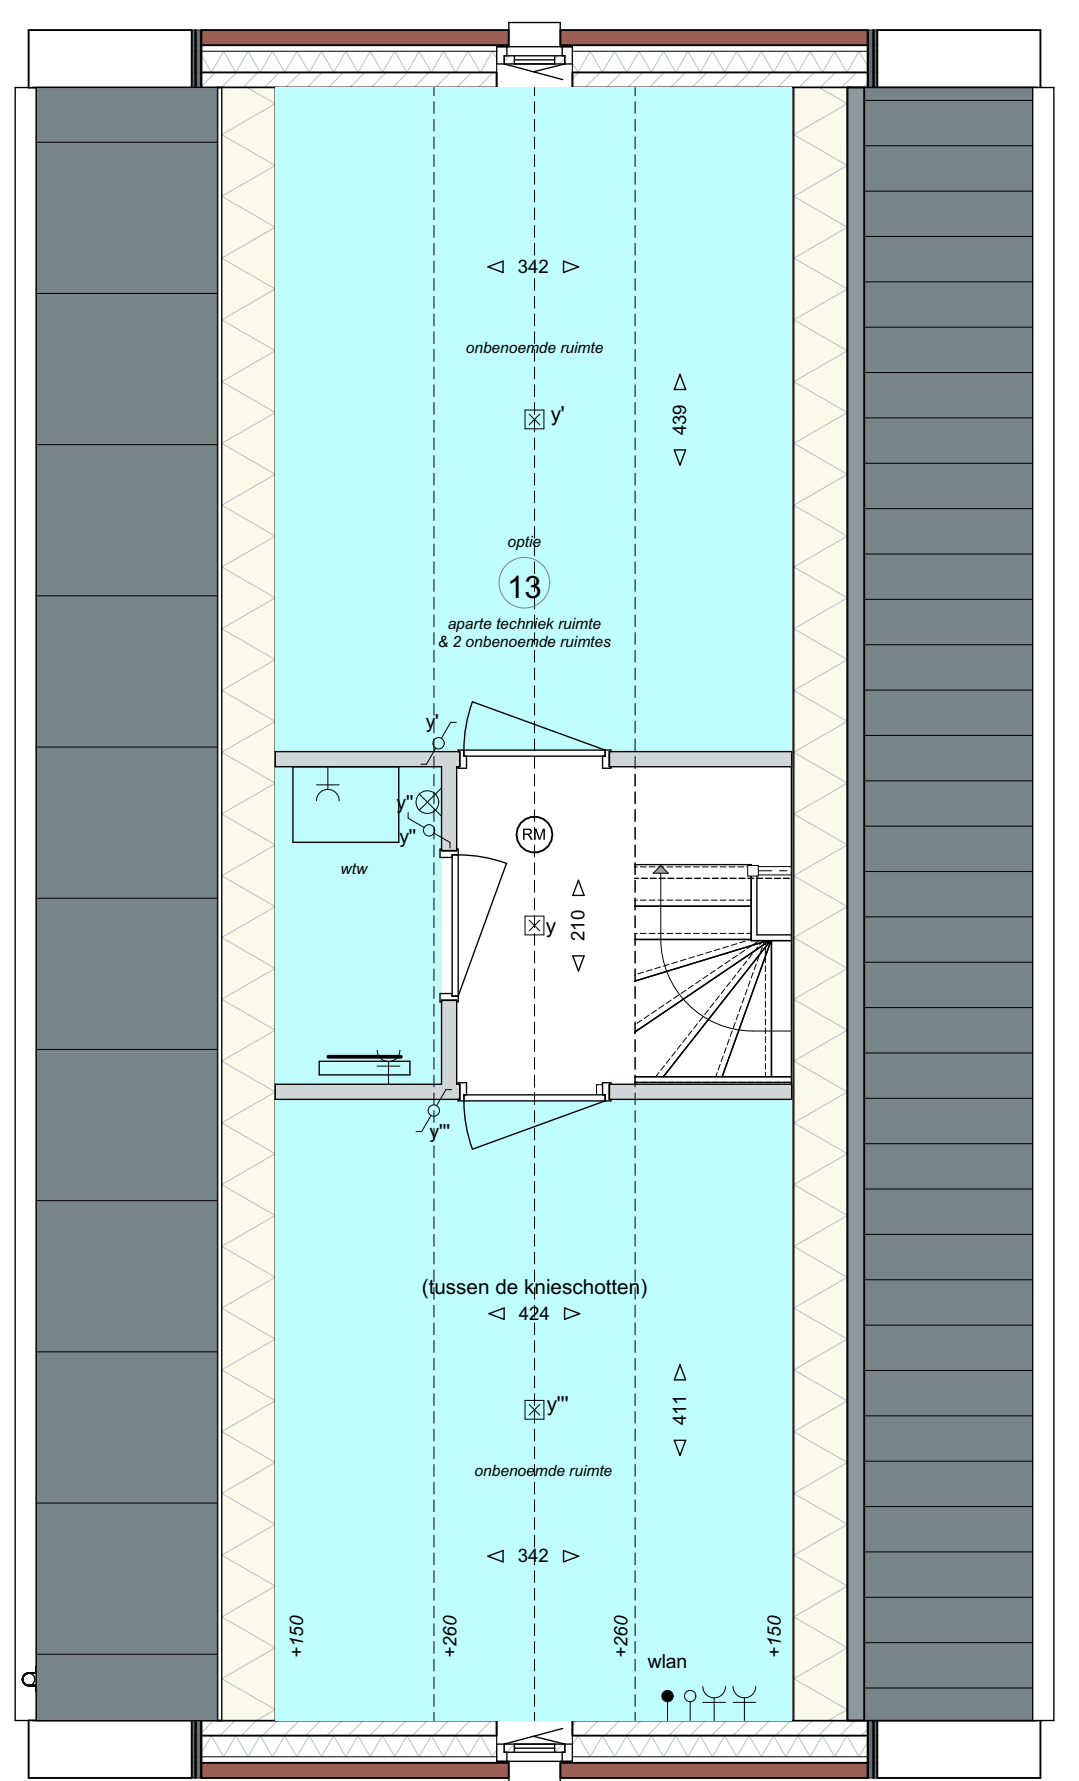 342
onbenoemde ruimte
y'
439
optie
13
aparte techniek ruimte
& 2 onbenoemde ruimtes
y'
y"
y"
RM
wtw
y
210
y'"
(tussen de knieschotten)
424
y'"
411
onbenoemde ruimte
342
+150
+260
+260
+150
wlan